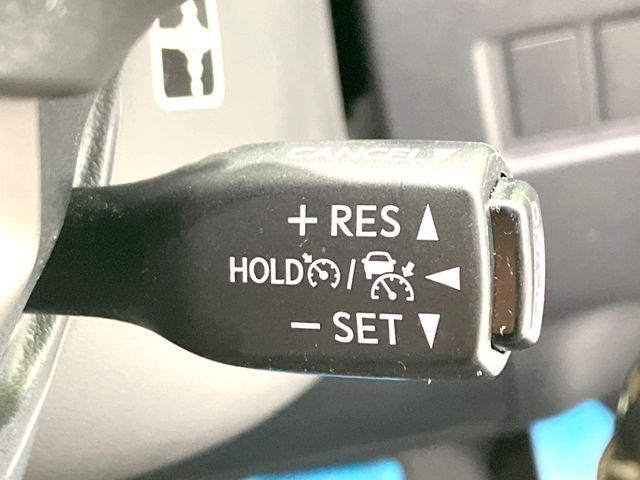 CANCEL ▼
+ RES ▲
HOLD / ◀
− SET ▼